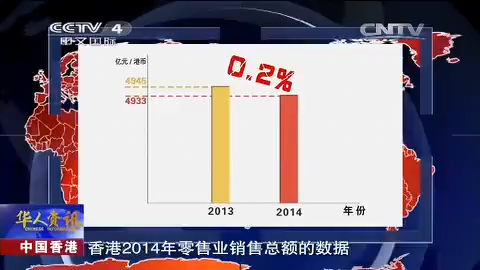 CCTV 4
中文国际
CNTV
亿元/港币
0.2%
4945
4933
2013
2014
年份
华人资讯
CHINESE INFORMATION
中国香港
香港2014年零售业销售总额的数据